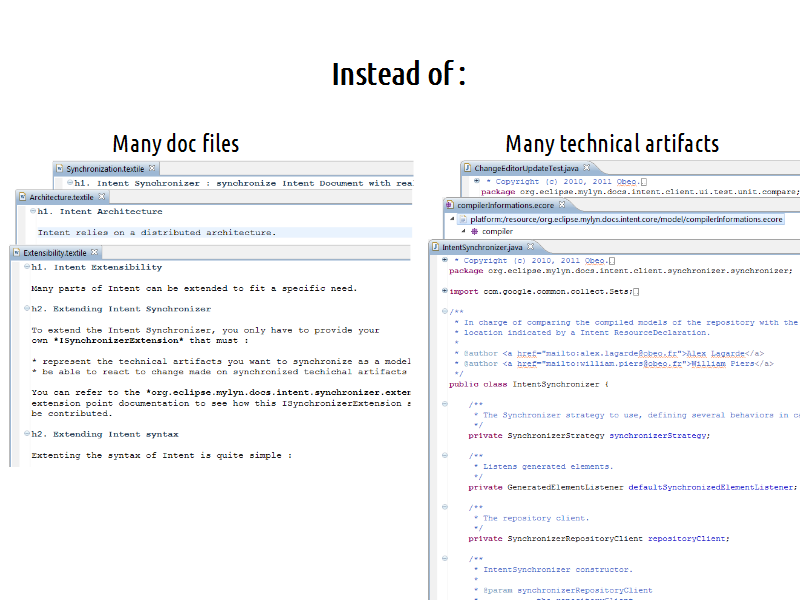 Instead of :
Many doc files
Synchronization.textile
h1. Intent Synchronizer : synchronize Intent Document with rea
Architecture.textile
h1. Intent Architecture
Intent relies on a distributed architecture.
Extensibility.textile
h1. Intent Extensibility
Many parts of Intent can be extended to fit a specific need.
h2. Extending Intent Synchronizer
To extend the Intent Synchronizer, you only have to provide your
own *ISynchronizerExtension* that must :
* represent the technical artifacts you want to synchronize as a model
* be able to react to change made on synchronized techichal artifacts
You can refer to the *org.eclipse.mylyn.docs.intent.synchronizer.exten
extension point documentation to see how this ISynchronizerExtension s
be contributed.
h2. Extending Intent syntax
Extenting the syntax of Intent is quite simple :
Many technical artifacts
ChangeEditorUpdateTest.java
* Copyright (c) 2010, 2011 Obeo.
package org.eclipse.mylyn.docs.intent.client.ui.test.unit.compare;
compilerInformations.ecore
platform:/resource/org.eclipse.mylyn.docs.intent.core/model/compilerInformations.ecore
compiler
IntentSynchronizer.java
* Copyright (c) 2010, 2011 Obeo.
package org.eclipse.mylyn.docs.intent.client.synchronizer.synchronizer;
import com.google.common.collect.Sets;
/**
* In charge of comparing the compiled models of the repository with the
* location indicated by a Intent ResourceDeclaration.
*
* @author <a href="mailto:alex.lagarde@obeo.fr">Alex Lagarde</a>
* @author <a href="mailto:william.piers@obeo.fr">William Piers</a>
*/
public class IntentSynchronizer {
/**
* The Synchronizer strategy to use, defining several behaviors in ca
*/
private SynchronizerStrategy synchronizerStrategy;
/**
* Listens generated elements.
*/
private GeneratedElementListener defaultSynchronizedElementListener;
/**
* The repository client.
*/
private SynchronizerRepositoryClient repositoryClient;
/**
* IntentSynchronizer constructor.
*
* @param synchronizerRepositoryClient